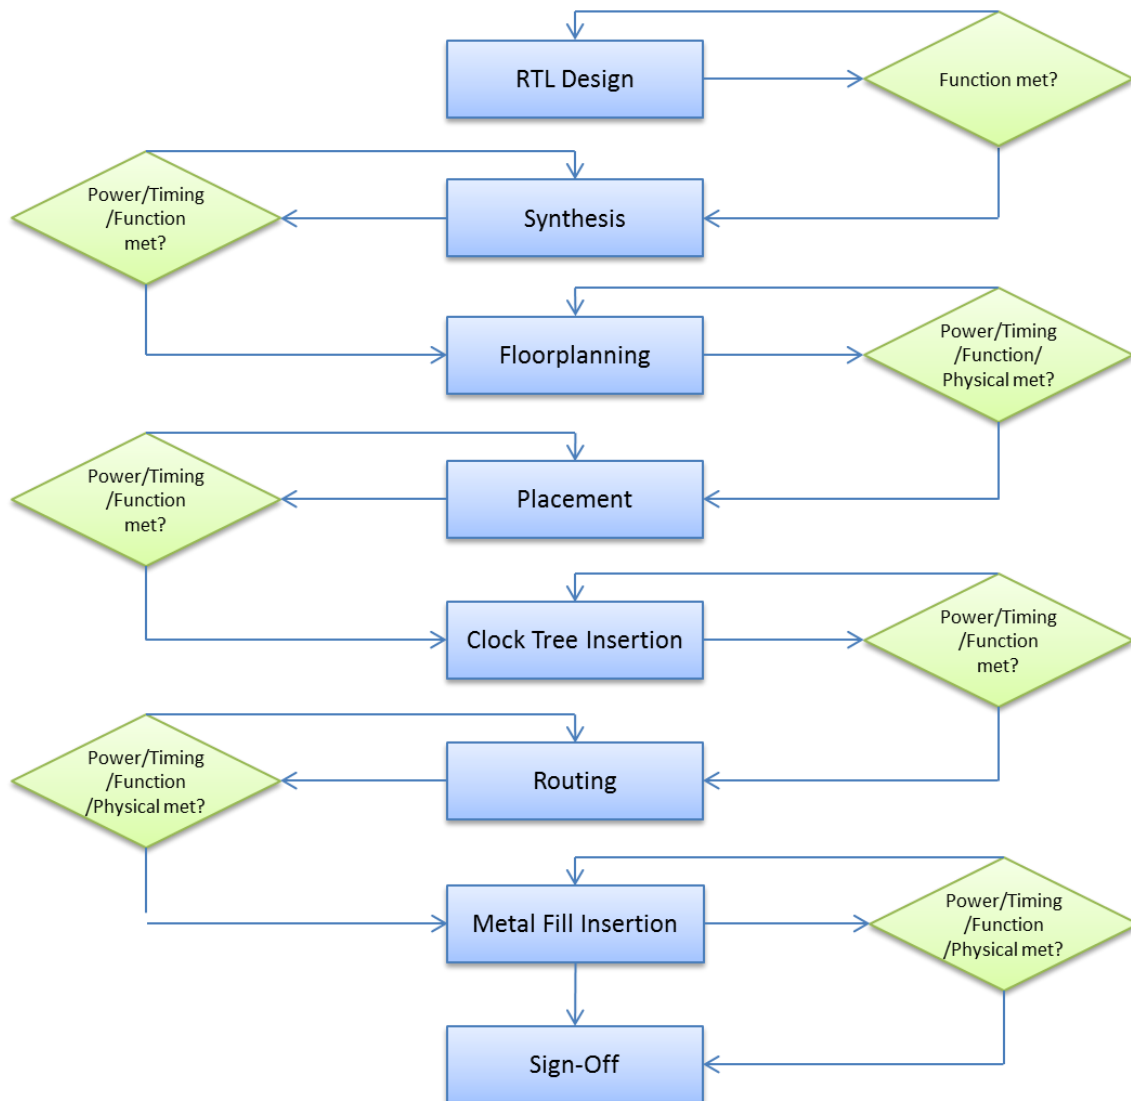 RTL Design
Function met?
Power/Timing
/Function
met?
Synthesis
Floorplanning
Power/Timing
/Function/
Physical met?
Power/Timing
/Function
met?
Placement
Clock Tree Insertion
Power/Timing
/Function
met?
Power/Timing
/Function
/Physical met?
Routing
Metal Fill Insertion
Power/Timing
/Function
/Physical met?
Sign-Off